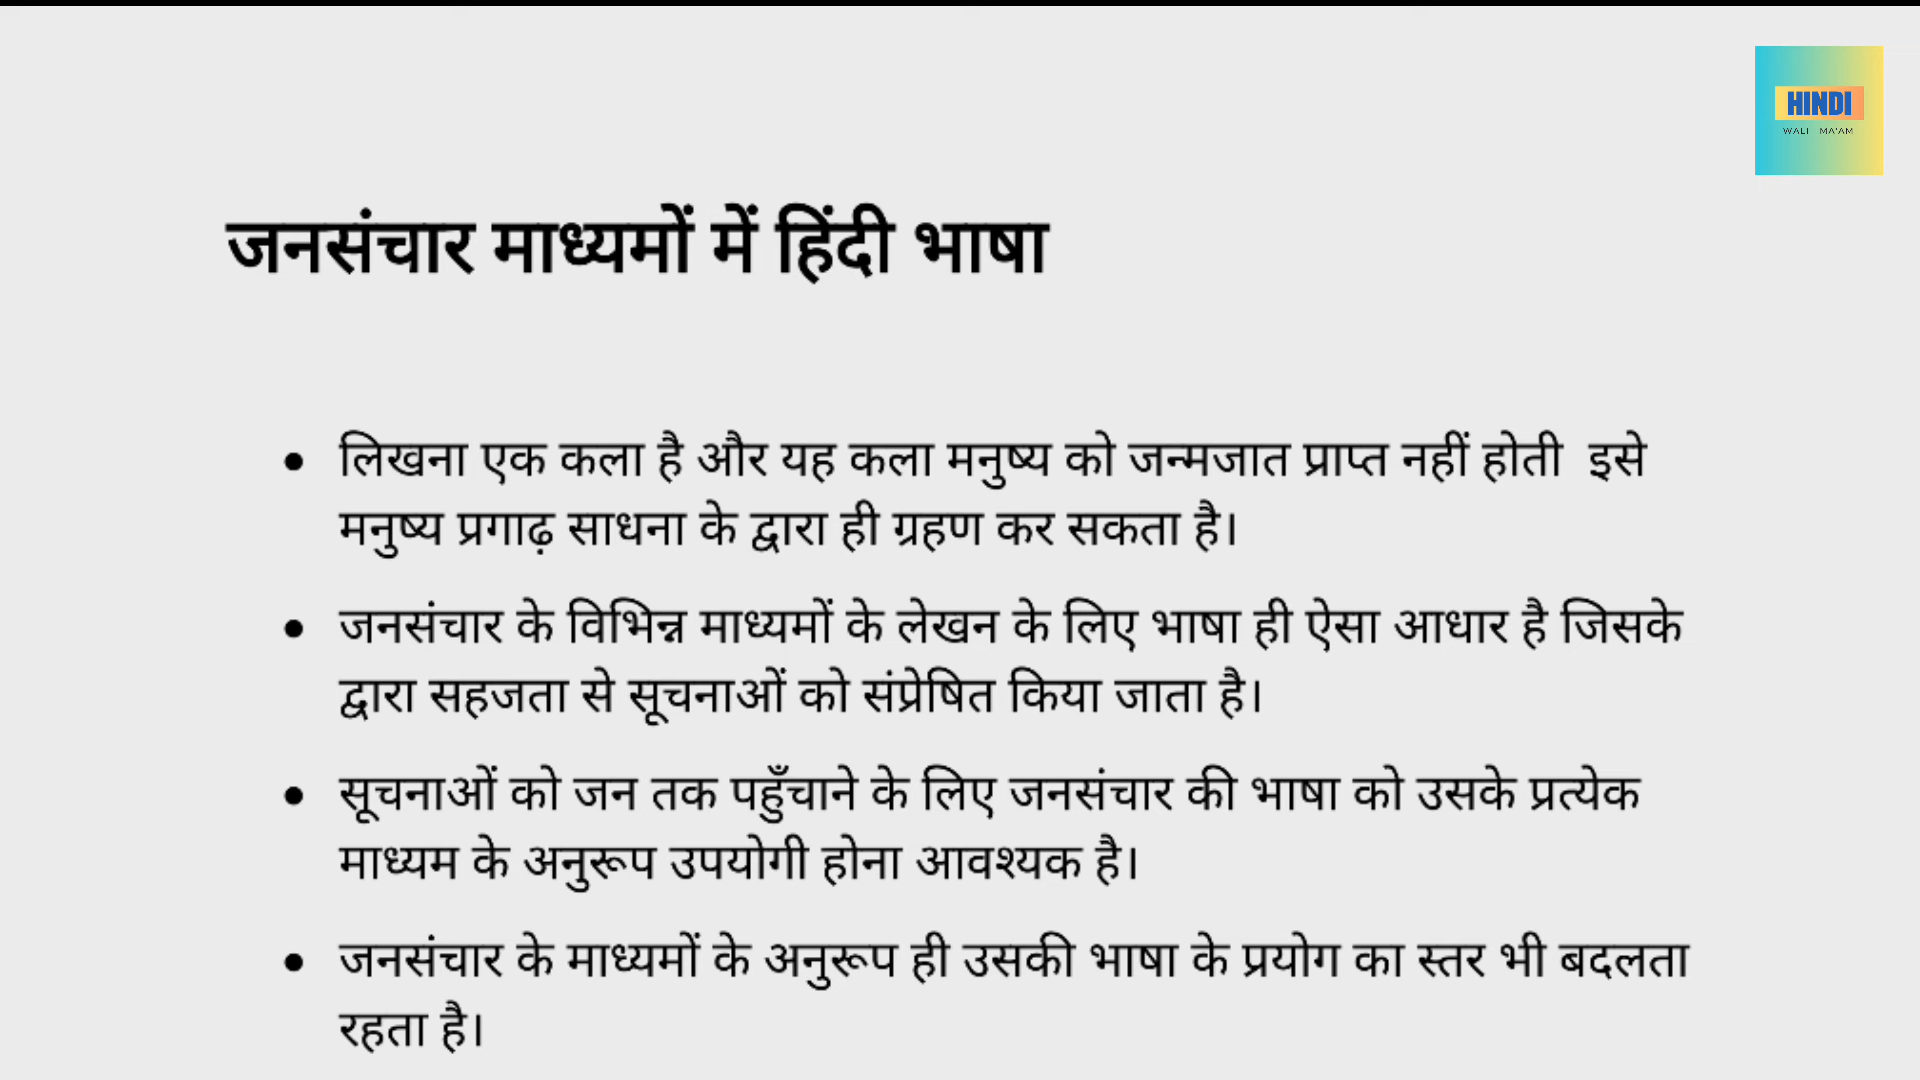 HINDI
WALI MA'AM
जनसंचार माध्यमों में हिंदी भाषा
• लिखना एक कला है और यह कला मनुष्य को जन्मजात प्राप्त नहीं होती इसे
मनुष्य प्रगाढ़ साधना के द्वारा ही ग्रहण कर सकता है।
• जनसंचार के विभिन्न माध्यमों के लेखन के लिए भाषा ही ऐसा आधार है जिसके
द्वारा सहजता से सूचनाओं को संप्रेषित किया जाता है।
• सूचनाओं को जन तक पहुँचाने के लिए जनसंचार की भाषा को उसके प्रत्येक
माध्यम के अनुरूप उपयोगी होना आवश्यक है।
• जनसंचार के माध्यमों के अनुरूप ही उसकी भाषा के प्रयोग का स्तर भी बदलता
रहता है।